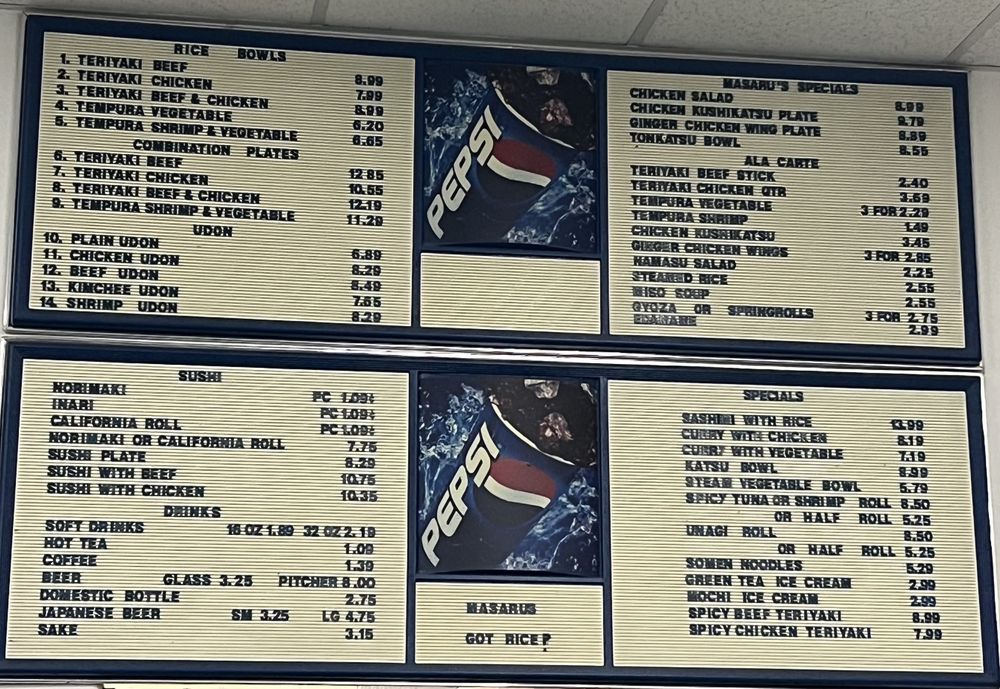 RICE BOWLS
1. TERIYAKI BEEF 8.99
2. TERIYAKI CHICKEN 7.99
3. TERIYAKI BEEF & CHICKEN 8.99
4. TEMPURA VEGETABLE 6.20
5. TEMPURA SHRIMP & VEGETABLE 8.65
COMBINATION PLATES
6. TERIYAKI BEEF 12.85
7. TERIYAKI CHICKEN 10.55
8. TERIYAKI BEEF & CHICKEN 12.19
9. TEMPURA SHRIMP & VEGETABLE 11.29
UDON
10. PLAIN UDON 6.89
11. CHICKEN UDON 8.29
12. BEEF UDON 8.49
13. KIMCHEE UDON 7.65
14. SHRIMP UDON 8.29
PEPSI
MASARU'S SPECIALS
CHICKEN SALAD 8.99
CHICKEN KUSHIKATSU PLATE 9.79
GINGER CHICKEN WING PLATE 8.89
TONKATSU BOWL 8.55
ALA CARTE
TERIYAKI BEEF STICK 2.40
TERIYAKI CHICKEN QTR 3.69
TEMPURA VEGETABLE 3 FOR 2.29
TEMPURA SHRIMP 1.49
CHICKEN KUSHIKATSU 3.45
GINGER CHICKEN WINGS 3 FOR 2.85
NAMASU SALAD 2.25
STEAMED RICE 2.55
MISO SOUP 2.55
GYOZA OR SPRINGROLLS 3 FOR 2.75
EDAMAME 2.99
SUSHI
NORIMAKI PC 1.09¢
INARI PC 1.09¢
CALIFORNIA ROLL PC 1.09¢
NORIMAKI OR CALIFORNIA ROLL 7.75
SUSHI PLATE 8.29
SUSHI WITH BEEF 10.75
SUSHI WITH CHICKEN 10.35
DRINKS
SOFT DRINKS 16 OZ 1.89 32 OZ 2.19
HOT TEA 1.09
COFFEE 1.39
BEER GLASS 3.25 PITCHER 8.00
DOMESTIC BOTTLE 2.75
JAPANESE BEER SM 3.25 LG 4.75
SAKE 3.15
PEPSI
MASARUS
GOT RICE?
SPECIALS
SASHIMI WITH RICE 13.99
CURRY WITH CHICKEN 8.19
CURRY WITH VEGETABLE 7.19
KATSU BOWL 8.99
STEAM VEGETABLE BOWL 5.79
SPICY TUNA OR SHRIMP ROLL 8.50
OR HALF ROLL 5.25
UNAGI ROLL 8.50
OR HALF ROLL 5.25
SOMEN NOODLES 5.29
GREEN TEA ICE CREAM 2.99
MOCHI ICE CREAM 2.99
SPICY BEEF TERIYAKI 8.99
SPICY CHICKEN TERIYAKI 7.99